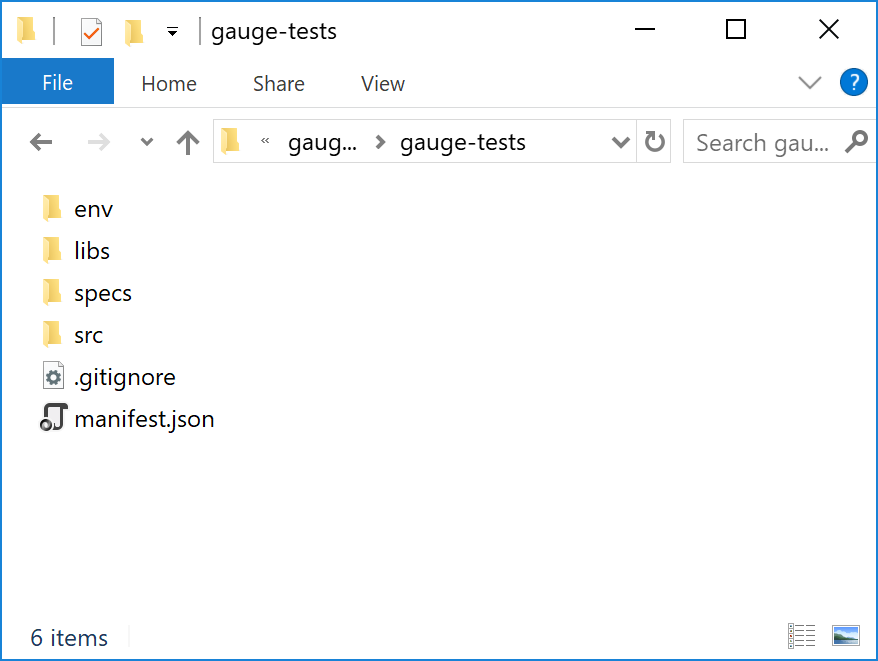 gauge-tests
File Home Share View ?
« gaug... > gauge-tests Search gau...
env
libs
specs
src
.gitignore
manifest.json
6 items